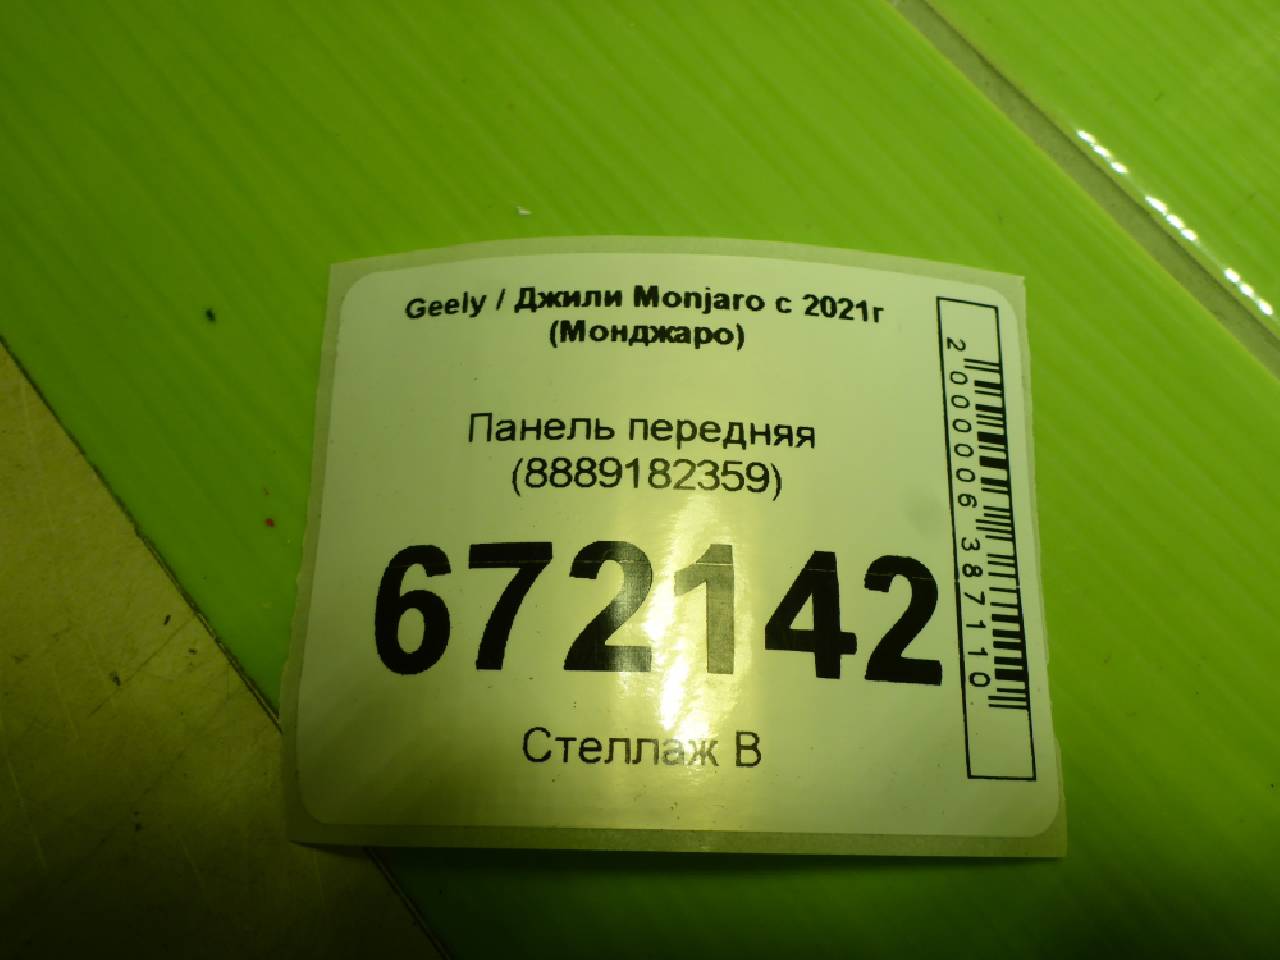 Geely / Джили Monjaro с 2021г
(Монджаро)
Панель передняя
(8889182359)
672142
Стеллаж В
2000006387110